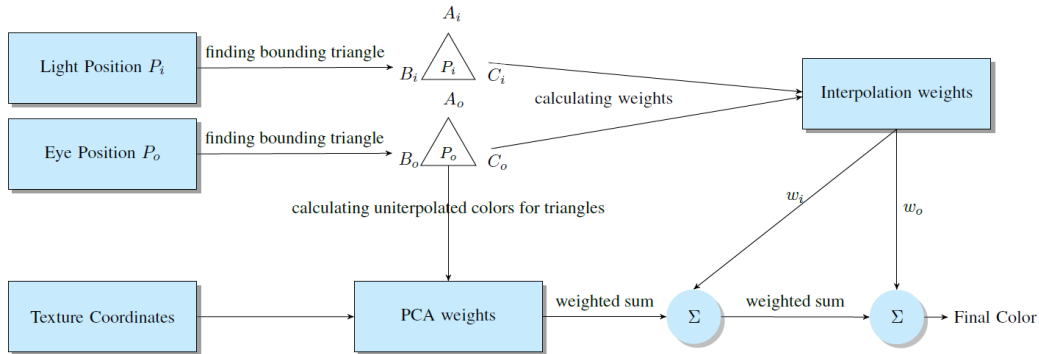 A_i
Light Position P_i
finding bounding triangle
B_i
P_i
C_i
A_o
calculating weights
Interpolation weights
Eye Position P_o
finding bounding triangle
B_o
P_o
C_o
calculating uniterpolated colors for triangles
w_i
w_o
Texture Coordinates
PCA weights
weighted sum
Σ
weighted sum
Σ
Final Color